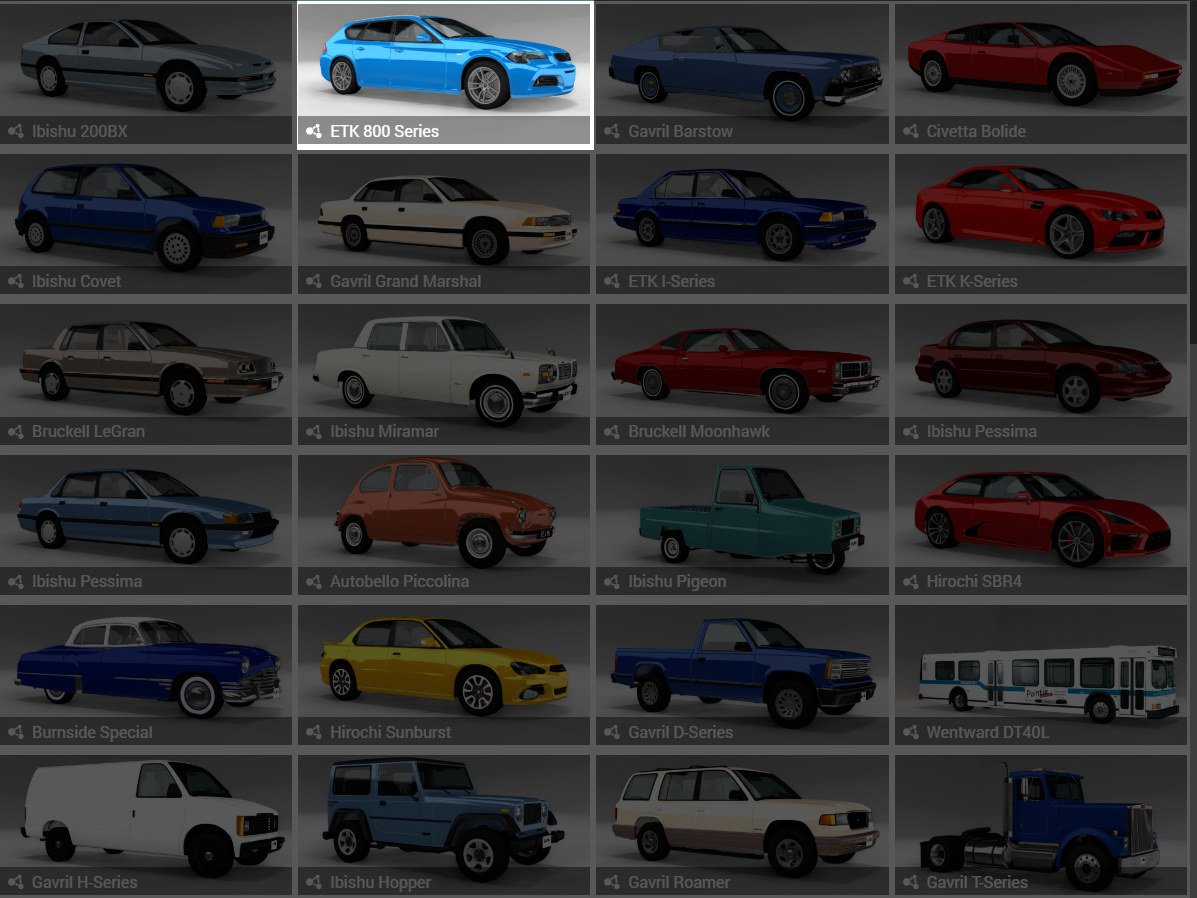 Ibishu 200BX
ETK 800 Series
Gavril Barstow
Civetta Bolide
Ibishu Covet
Gavril Grand Marshal
ETK I-Series
ETK K-Series
Bruckell LeGran
Ibishu Miramar
Bruckell Moonhawk
Ibishu Pessima
Ibishu Pessima
Autobello Piccolina
Ibishu Pigeon
Hirochi SBR4
Burnside Special
Hirochi Sunburst
Gavril D-Series
Wentward DT40L
Gavril H-Series
Ibishu Hopper
Gavril Roamer
Gavril T-Series